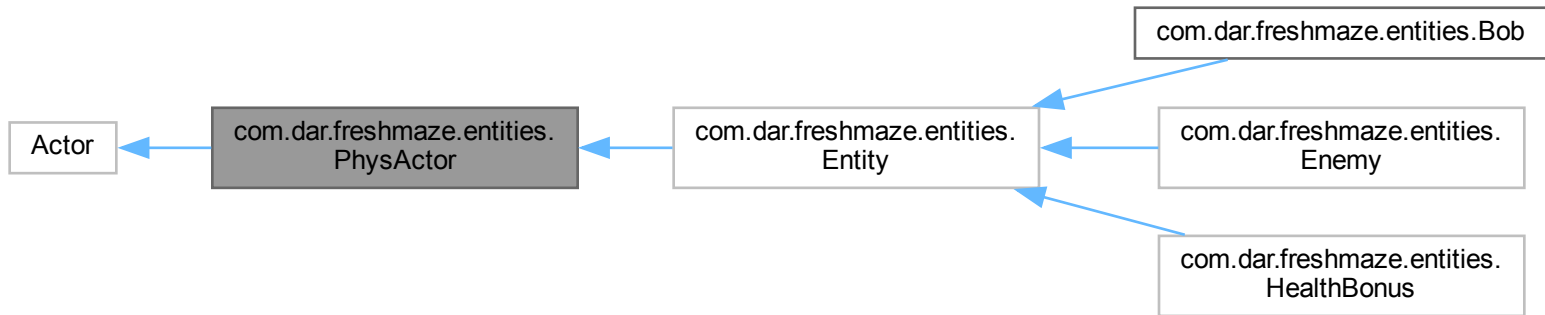 Actor
com.dar.freshmaze.entities.
PhysActor
com.dar.freshmaze.entities.
Entity
com.dar.freshmaze.entities.Bob
com.dar.freshmaze.entities.
Enemy
com.dar.freshmaze.entities.
HealthBonus